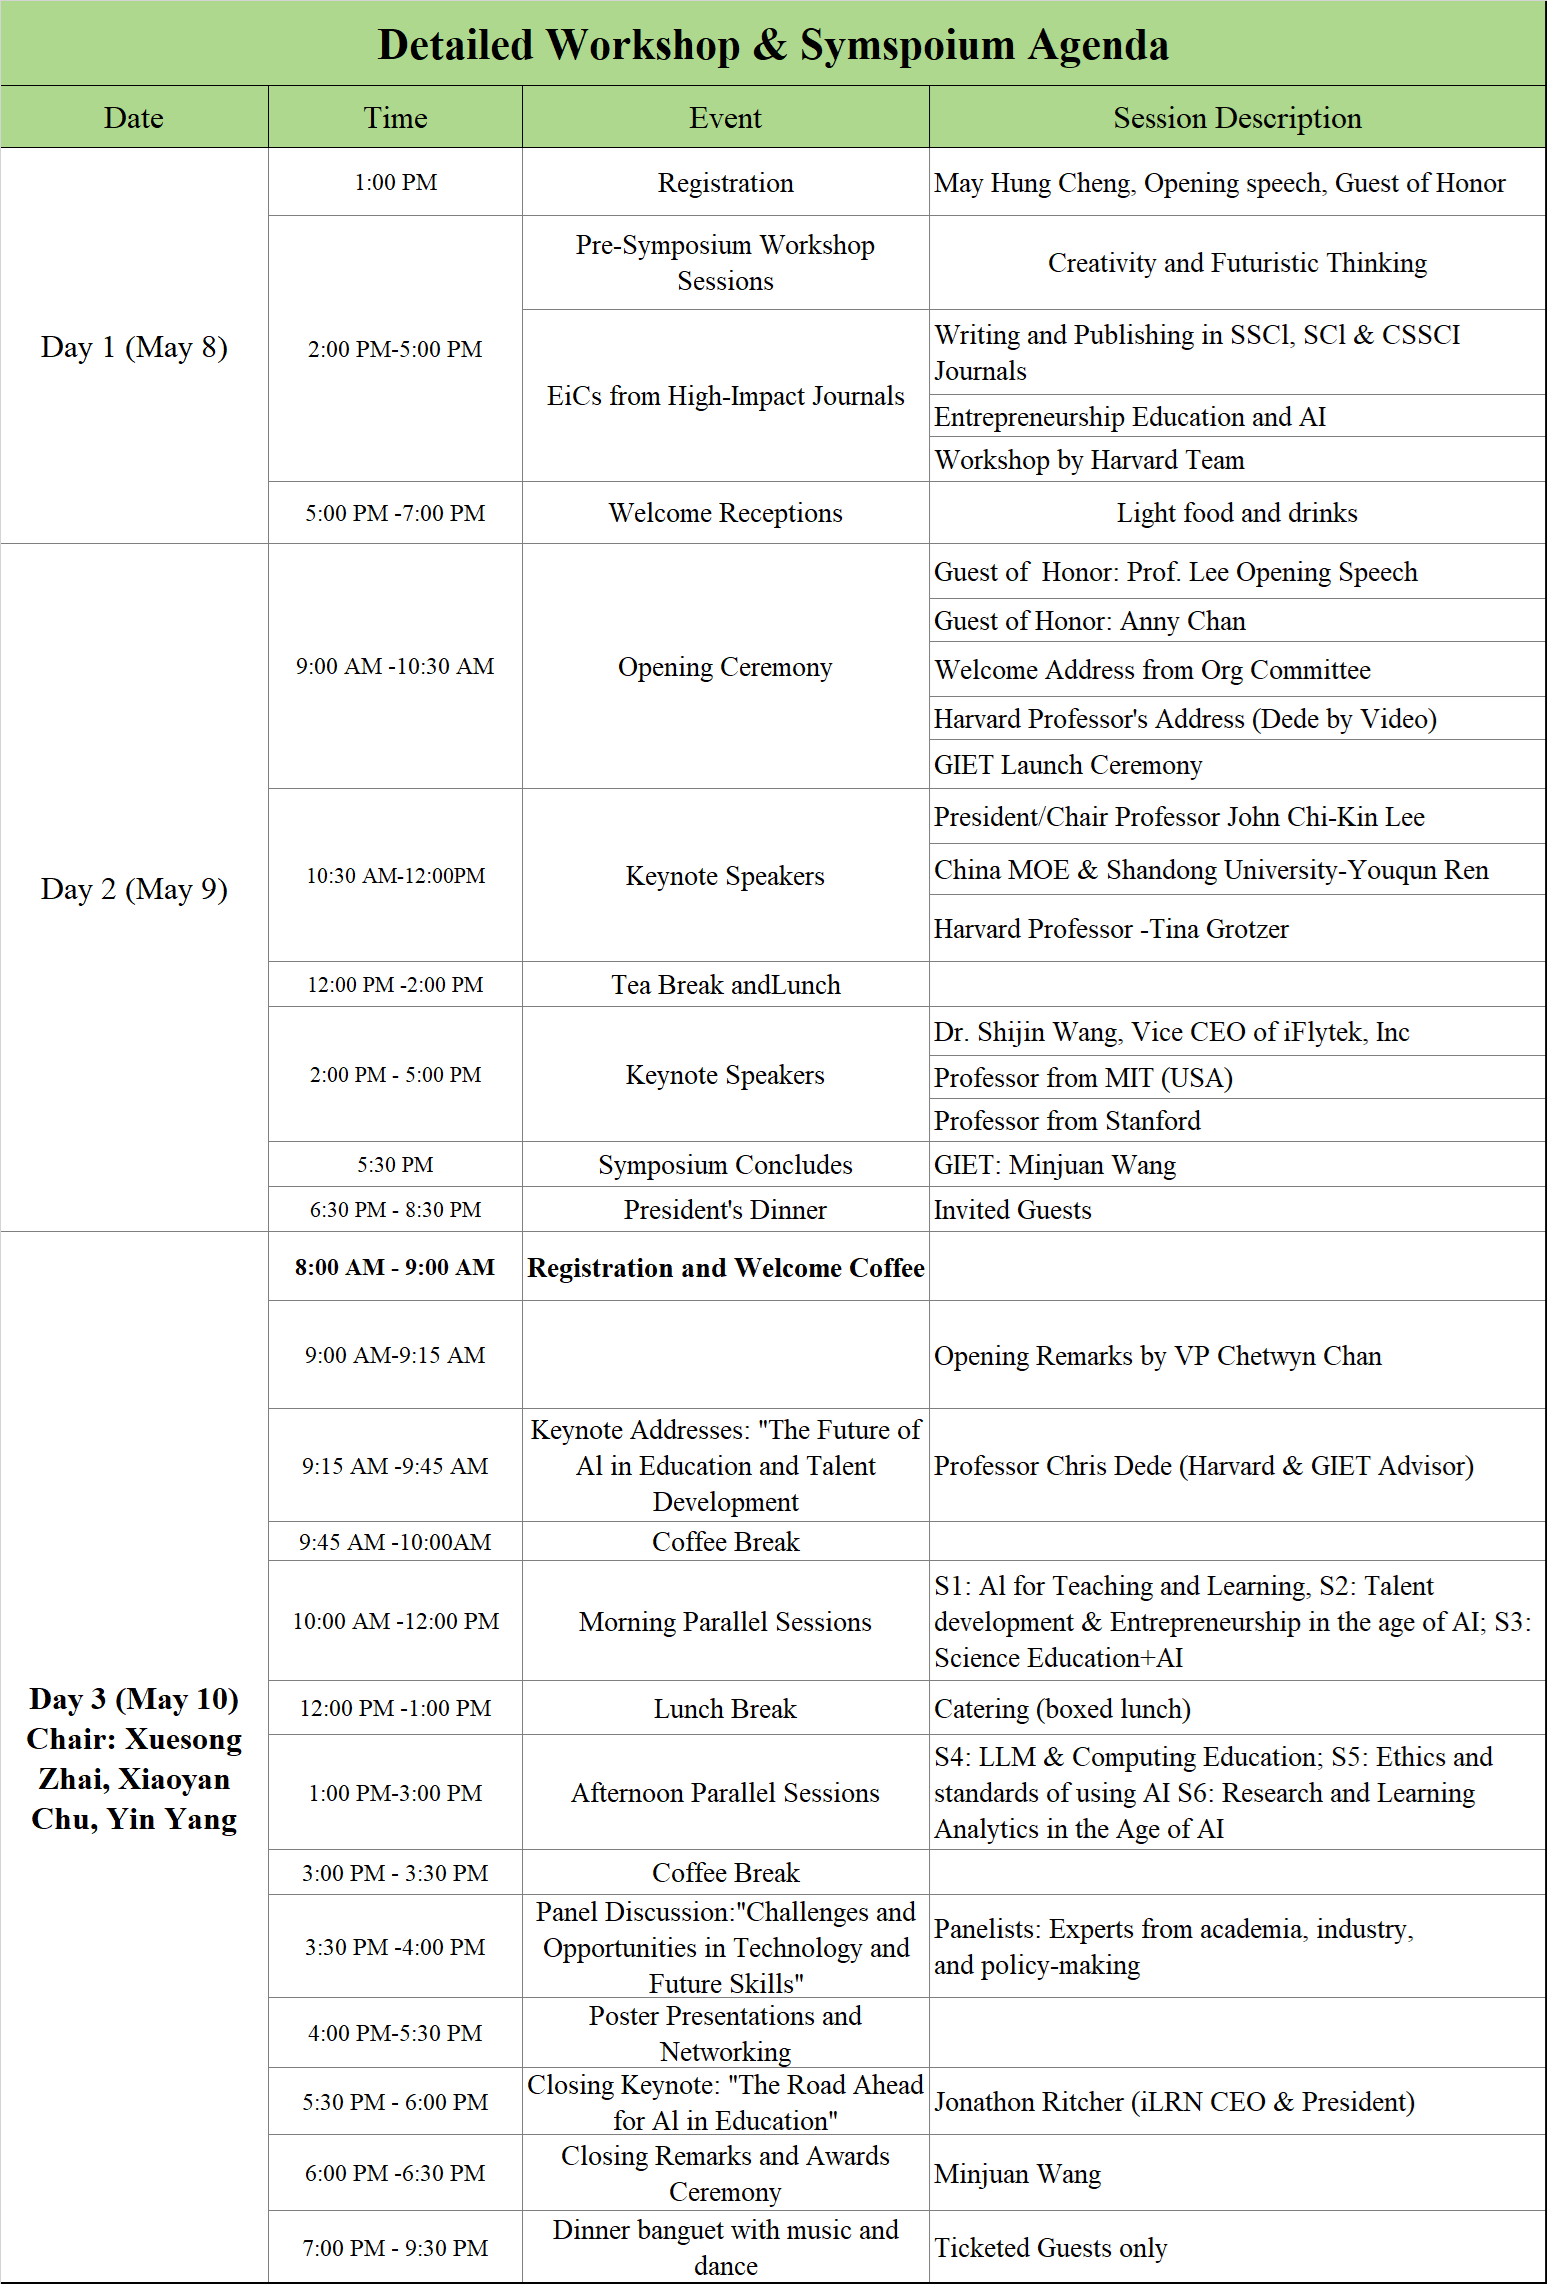 Detailed Workshop & Symspoium Agenda
Date
Time
Event
Session Description
Day 1 (May 8)
1:00 PM
Registration
May Hung Cheng, Opening speech, Guest of Honor
2:00 PM-5:00 PM
Pre-Symposium Workshop
Sessions
Creativity and Futuristic Thinking
EiCs from High-Impact Journals
Writing and Publishing in SSCl, SCl & CSSCI
Journals
Entrepreneurship Education and AI
Workshop by Harvard Team
5:00 PM -7:00 PM
Welcome Receptions
Light food and drinks
Day 2 (May 9)
9:00 AM -10:30 AM
Opening Ceremony
Guest of  Honor: Prof. Lee Opening Speech
Guest of Honor: Anny Chan
Welcome Address from Org Committee
Harvard Professor's Address (Dede by Video)
GIET Launch Ceremony
10:30 AM-12:00PM
Keynote Speakers
President/Chair Professor John Chi-Kin Lee
China MOE & Shandong University-Youqun Ren
Harvard Professor -Tina Grotzer
12:00 PM -2:00 PM
Tea Break andLunch
2:00 PM - 5:00 PM
Keynote Speakers
Dr. Shijin Wang, Vice CEO of iFlytek, Inc
Professor from MIT (USA)
Professor from Stanford
5:30 PM
Symposium Concludes
GIET: Minjuan Wang
6:30 PM - 8:30 PM
President's Dinner
Invited Guests
Day 3 (May 10)
Chair: Xuesong
Zhai, Xiaoyan
Chu, Yin Yang
8:00 AM - 9:00 AM
Registration and Welcome Coffee
9:00 AM-9:15 AM
Opening Remarks by VP Chetwyn Chan
9:15 AM -9:45 AM
Keynote Addresses: "The Future of
Al in Education and Talent
Development
Professor Chris Dede (Harvard & GIET Advisor)
9:45 AM -10:00AM
Coffee Break
10:00 AM -12:00 PM
Morning Parallel Sessions
S1: Al for Teaching and Learning, S2: Talent
development & Entrepreneurship in the age of AI; S3:
Science Education+AI
12:00 PM -1:00 PM
Lunch Break
Catering (boxed lunch)
1:00 PM-3:00 PM
Afternoon Parallel Sessions
S4: LLM & Computing Education; S5: Ethics and
standards of using AI S6: Research and Learning
Analytics in the Age of AI
3:00 PM - 3:30 PM
Coffee Break
3:30 PM -4:00 PM
Panel Discussion:"Challenges and
Opportunities in Technology and
Future Skills"
Panelists: Experts from academia, industry,
and policy-making
4:00 PM-5:30 PM
Poster Presentations and
Networking
5:30 PM - 6:00 PM
Closing Keynote: "The Road Ahead
for Al in Education"
Jonathon Ritcher (iLRN CEO & President)
6:00 PM -6:30 PM
Closing Remarks and Awards
Ceremony
Minjuan Wang
7:00 PM - 9:30 PM
Dinner banguet with music and
dance
Ticketed Guests only